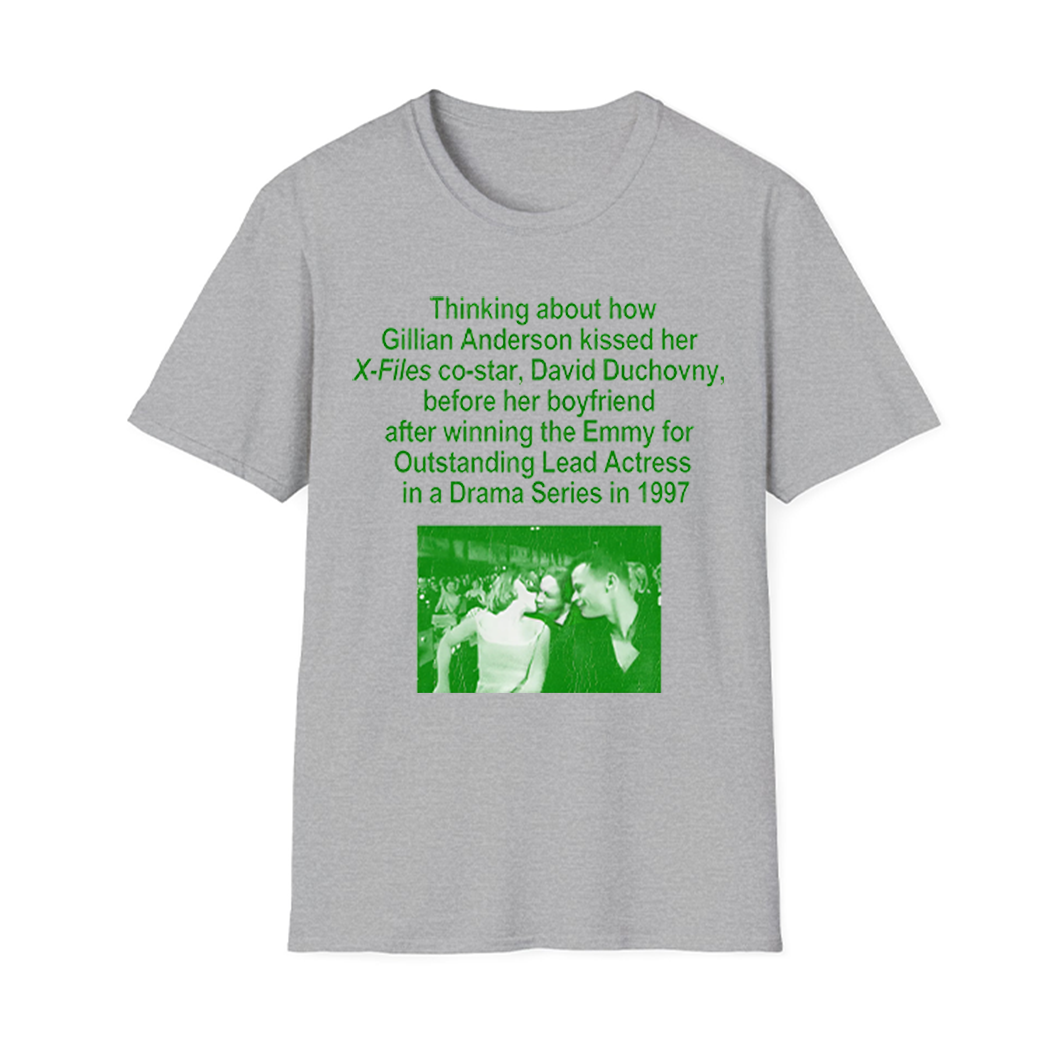 Thinking about how
Gillian Anderson kissed her
X-Files co-star, David Duchovny,
before her boyfriend
after winning the Emmy for
Outstanding Lead Actress
in a Drama Series in 1997